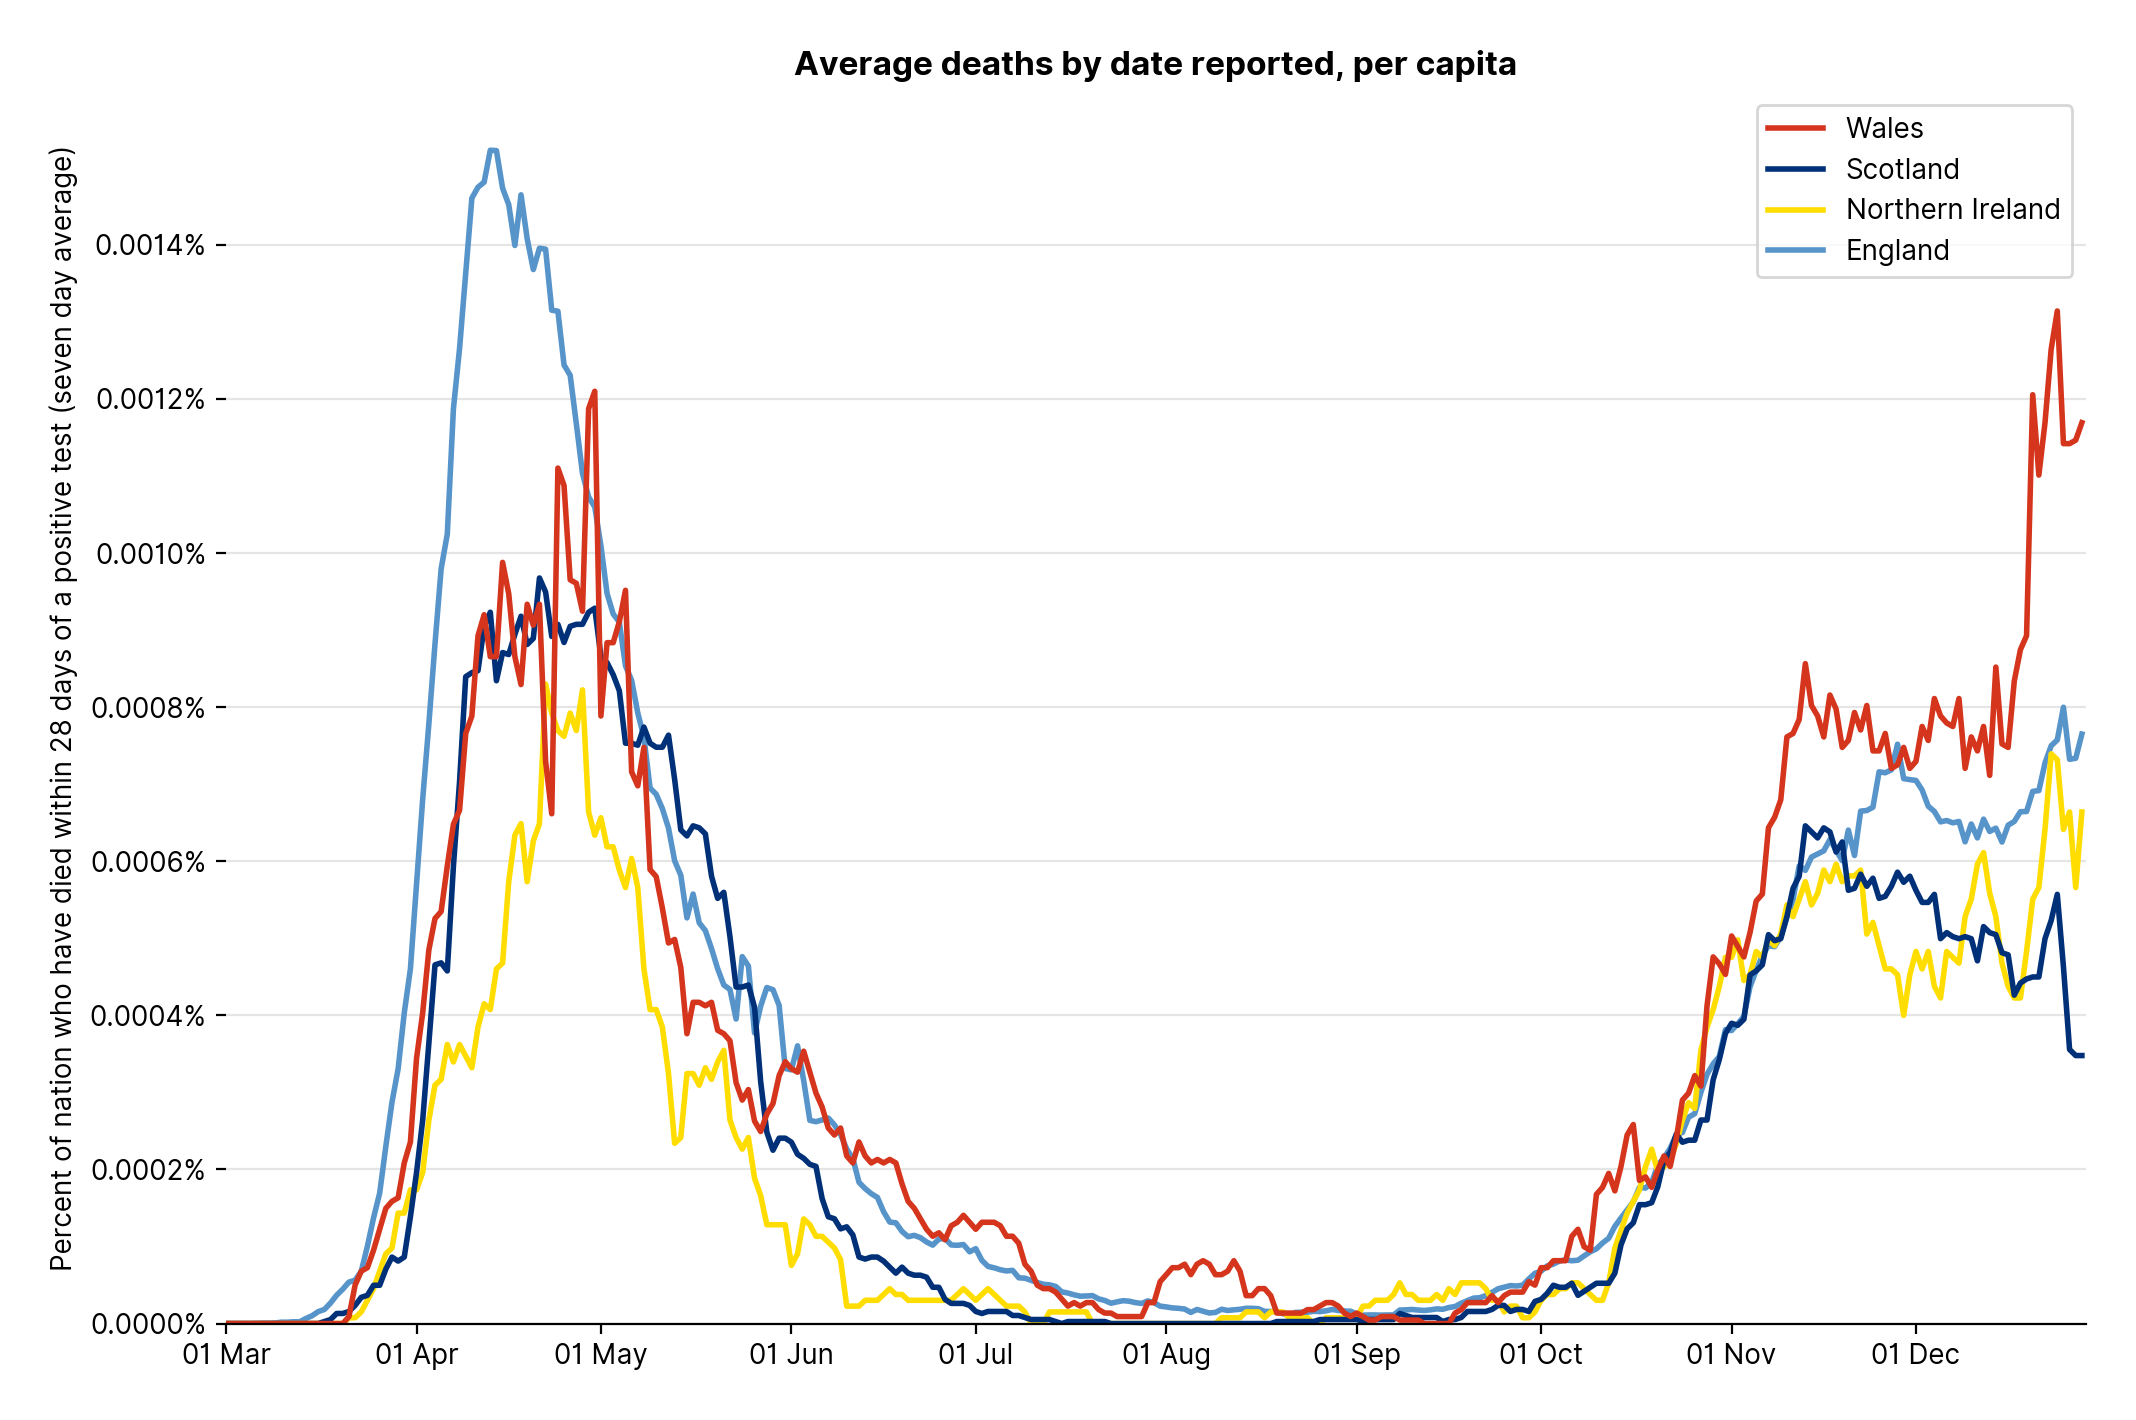 Average deaths by date reported, per capita
Wales
Scotland
Northern Ireland
England
Percent of nation who have died within 28 days of a positive test (seven day average)
0.0014%
0.0012%
0.0010%
0.0008%
0.0006%
0.0004%
0.0002%
0.0000%
01 Mar
01 Apr
01 May
01 Jun
01 Jul
01 Aug
01 Sep
01 Oct
01 Nov
01 Dec